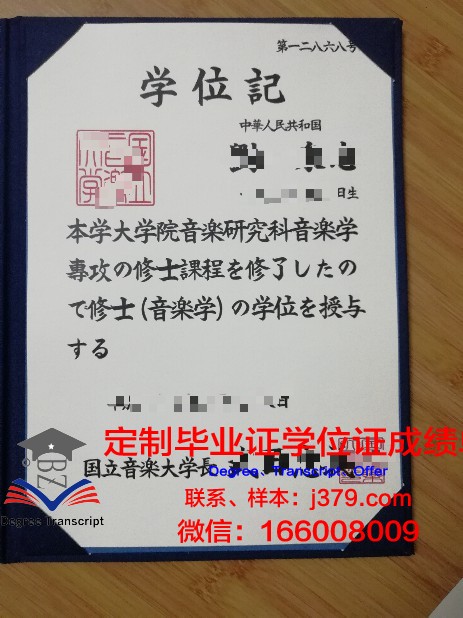 第一二八六八号
学位記
中華人民共和国
日生
本学大学院音楽研究科音楽学
専攻の修士課程を修了したの
で修士(音楽学)の学位を授与
する
日
定制毕业证学位证成绩
国立音楽大学長
Degree, Transcript, Offer
BZ
Degree Transcript
联系、样本:j379.com
微信:166008009